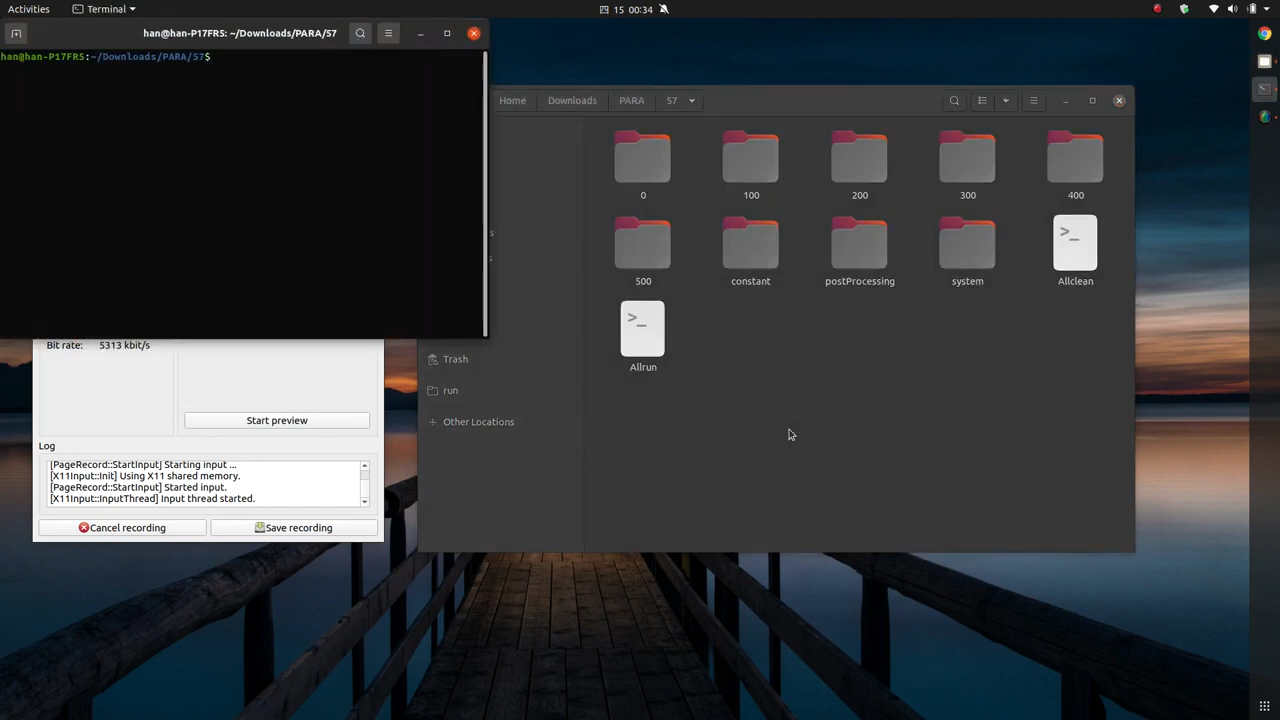 Activities
Terminal
15 00:34
han@han-P17FR5: ~/Downloads/PARA/57
han@han-P17FR5:~/Downloads/PARA/57$
Home
Downloads
PARA
57
0
100
200
300
400
500
constant
postProcessing
system
Allclean
Allrun
s
s
Trash
run
Other Locations
Bit rate: 5313 kbit/s
Start preview
Log
[PageRecord::StartInput] Starting input ...
[X11Input::Init] Using X11 shared memory.
[PageRecord::StartInput] Started input.
[X11Input::InputThread] Input thread started.
Cancel recording
Save recording